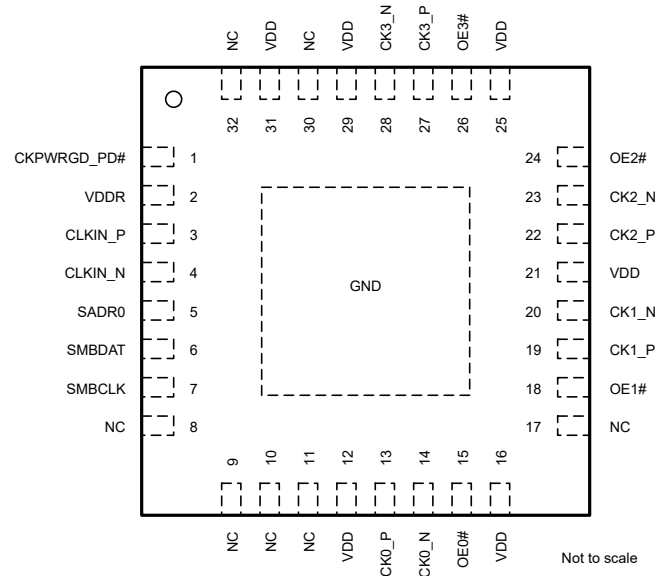 NC
VDD
NC
VDD
CK3_N
CK3_P
OE3#
VDD
32
31
30
29
28
27
26
25
CKPWRGD_PD# 1
VDDR 2
CLKIN_P 3
CLKIN_N 4
SADR0 5
SMBDAT 6
SMBCLK 7
NC 8
GND
24 OE2#
23 CK2_N
22 CK2_P
21 VDD
20 CK1_N
19 CK1_P
18 OE1#
17 NC
9
10
11
12
13
14
15
16
NC
NC
NC
VDD
CK0_P
CK0_N
OE0#
VDD
Not to scale